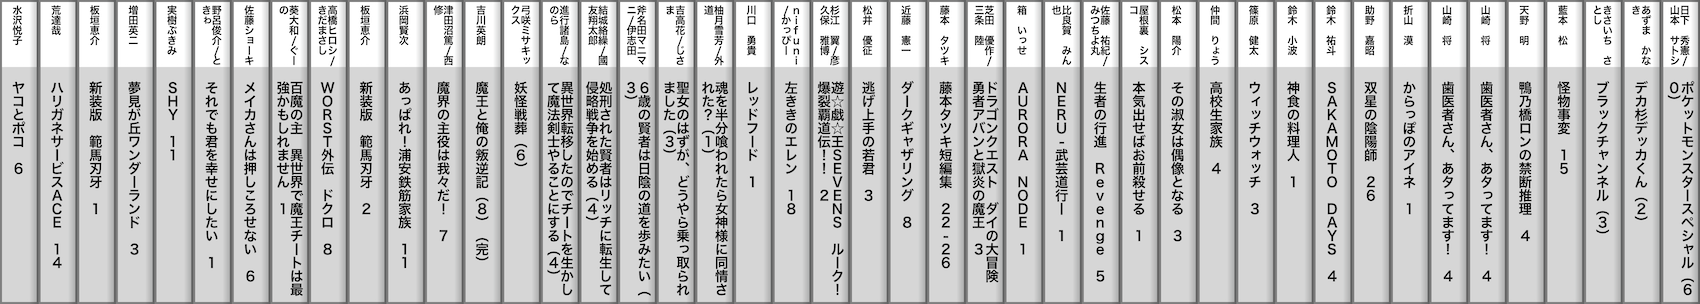 日下 秀憲/
山本 サトシ
ポケットモンスタースペシャル（6
0）
あずま かな
き
デカ杉デッカくん（２）
きさいち さ
とし
ブラックチャンネル（３）
藍本 松
怪物事変 15
天野 明
鴨乃橋ロンの禁断推理 4
山崎 将
歯医者さん、あタってます！ 4
山崎 将
歯医者さん、あタってます！ 4
折山 漠
からっぽのアイネ 1
助野 嘉昭
双星の陰陽師 26
鈴木 祐斗
SAKAMOTO DAYS 4
鈴木 小波
神食の料理人 1
篠原 健太
ウィッチウォッチ 3
仲間 りょう
高校生家族 4
松本 陽介
その淑女は偶像となる 3
屋根裏 シス
コ
本気出せばお前殺せる 1
佐藤 祐紀/
みつちよ丸
生者の行進 Revenge 5
比良賀 みん
也
NERU-武芸道行ー 1
箱 いっせ
AURORA NODE 1
芝田 優作/
三条 陸
ドラゴンクエスト ダイの大冒険
勇者アバンと獄炎の魔王 3
藤本 タツキ
藤本タツキ短編集 22-26
近藤 憲一
ダークギャザリング 8
松井 優征
逃げ上手の若君 3
杉江 翼/彦
久保 雅博
遊☆戯☆王SEVENS ルーク！
爆裂覇道伝！！ 2
nifuni
/かっぴー
左ききのエレン 18
川口 勇貴
レッドフード 1
柚月雪芳/外
道
魂を半分喰われたら女神様に同情さ
れた？（１）
吉高花/じさ
ま
聖女のはずが、どうやら乗っ取られ
ました（３）
斧名田マニマ
ニ/伊志田
６歳の賢者は日陰の道を歩みたい（
３）
結城絡繰/國
友翔太郎
処刑された賢者はリッチに転生して
侵略戦争を始める（４）
進行諸島/な
のら
異世界転移したのでチートを生かし
て魔法剣士やることにする（４）
弓咲ミサキッ
クス
妖怪戦葬（６）
吉川英朗
魔王と俺の叛逆記（８）（完）
津田沼篤/西
修
魔界の主役は我々だ！ 7
浜岡賢次
あっぱれ！浦安鉄筋家族 11
板垣恵介
新装版 範馬刃牙 2
高橋ヒロシ/
きだまさし
WORST外伝 ドクロ 8
葵大和/ぐー
の
百魔の主 異世界で魔王チートは最
強かもしれません 1
佐藤ショーキ
メイカさんは押しころせない 6
野呂俊介/と
きわ
それでも君を幸せにしたい 1
実樹ぶきみ
SHY 11
増田英二
夢見が丘ワンダーランド 3
板垣恵介
新装版 範馬刃牙 1
荒達哉
ハリガネサービスACE 14
水沢悦子
ヤコとポコ 6